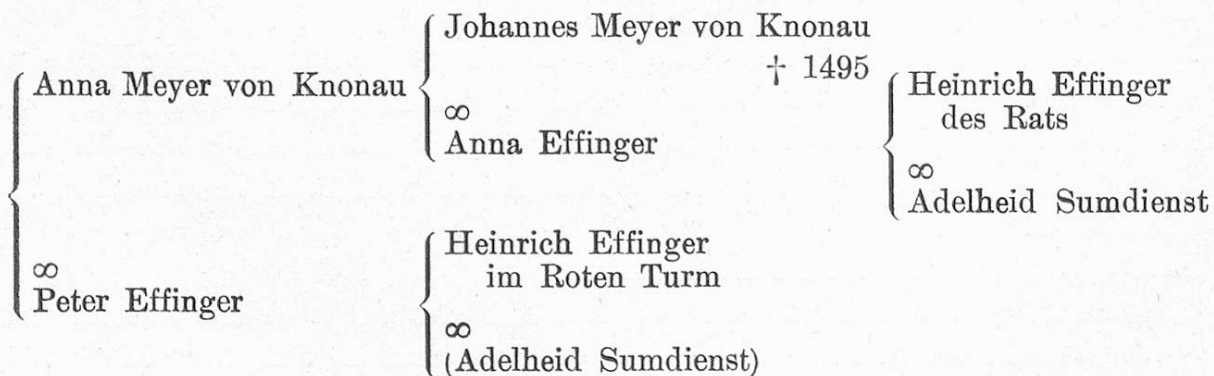 Johannes Meyer von Knonau
† 1495
Anna Meyer von Knonau
∞
Anna Effinger
Heinrich Effinger
des Rats
∞
Adelheid Sumdienst
∞
Peter Effinger
Heinrich Effinger
im Roten Turm
∞
(Adelheid Sumdienst)